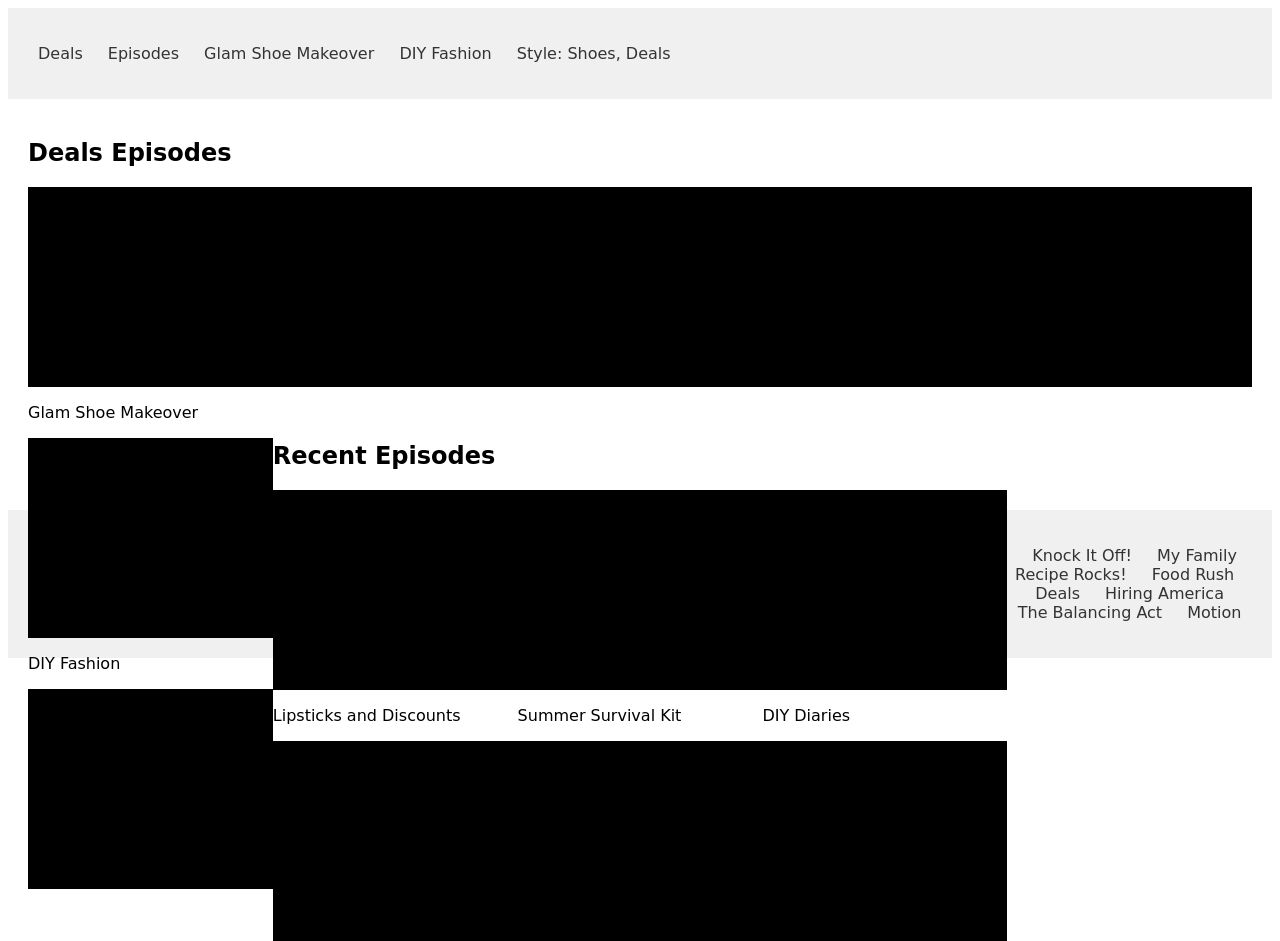 Deals Episodes Glam Shoe Makeover DIY Fashion Style: Shoes, Deals
Deals Episodes
Glam Shoe Makeover
Recent Episodes
Knock It Off! My Family
Recipe Rocks! Food Rush
Deals Hiring America
The Balancing Act Motion
DIY Fashion
Lipsticks and Discounts Summer Survival Kit DIY Diaries